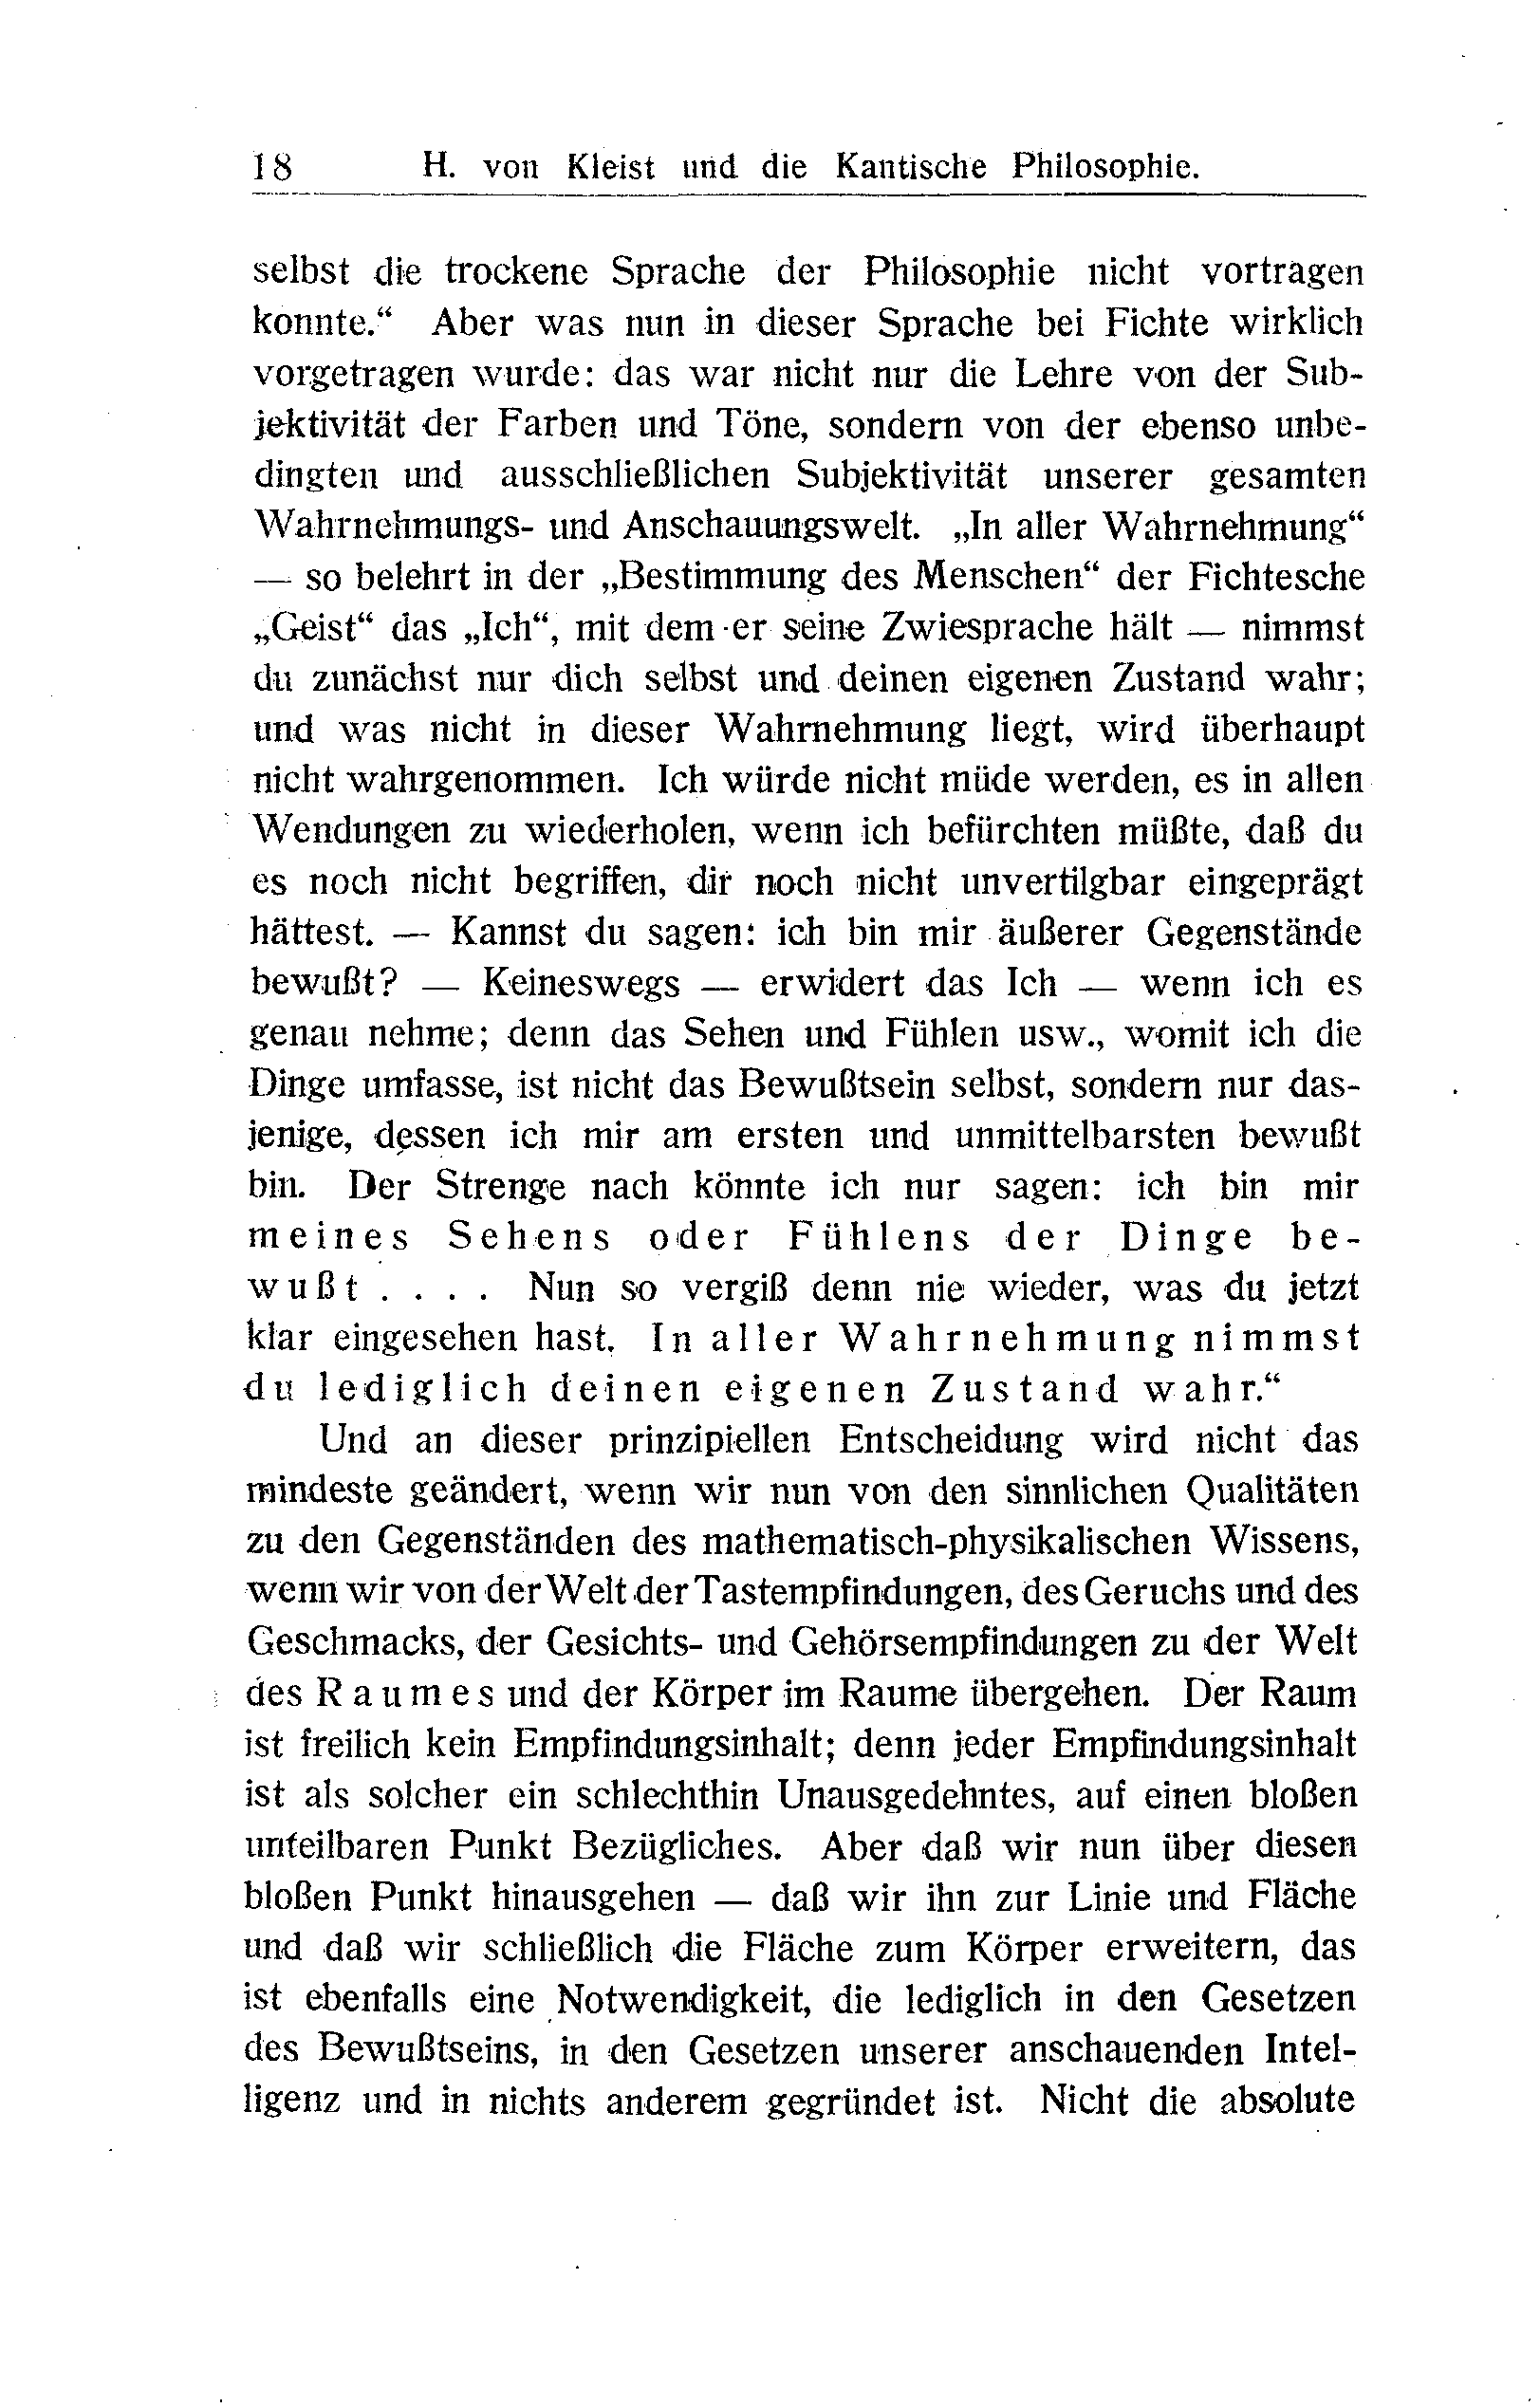 18 H. von Kleist und die Kantische Philosophie.
selbst die trockene Sprache der Philosophie nicht vortragen
konnte.“ Aber was nun in dieser Sprache bei Fichte wirklich
vorgetragen wurde: das war nicht nur die Lehre von der Sub-
jektivität der Farben und Töne, sondern von der ebenso unbe-
dingten und ausschließlichen Subjektivität unserer gesamten
Wahrnehmungs- und Anschauungswelt. „In aller Wahrnehmung“
— so belehrt in der „Bestimmung des Menschen“ der Fichtesche
„Geist“ das „Ich“, mit dem er seine Zwiesprache hält — nimmst
du zunächst nur dich selbst und deinen eigenen Zustand wahr;
und was nicht in dieser Wahrnehmung liegt, wird überhaupt
nicht wahrgenommen. Ich würde nicht müde werden, es in allen
Wendungen zu wiederholen, wenn ich befürchten müßte, daß du
es noch nicht begriffen, dir noch nicht unvertilgbar eingeprägt
hättest. — Kannst du sagen: ich bin mir äußerer Gegenstände
bewußt? — Keineswegs — erwidert das Ich — wenn ich es
genau nehme; denn das Sehen und Fühlen usw., womit ich die
Dinge umfasse, ist nicht das Bewußtsein selbst, sondern nur das-
jenige, dessen ich mir am ersten und unmittelbarsten bewußt
bin. Der Strenge nach könnte ich nur sagen: ich bin mir
meines Sehens oder Fühlens der Dinge be-
wußt . . . . Nun so vergiß denn nie wieder, was du jetzt
klar eingesehen hast. In aller Wahrnehmung nimmst
du lediglich deinen eigenen Zustand wahr.“
Und an dieser prinzipiellen Entscheidung wird nicht das
mindeste geändert, wenn wir nun von den sinnlichen Qualitäten
zu den Gegenständen des mathematisch-physikalischen Wissens,
wenn wir von der Welt der Tastempfindungen, des Geruchs und des
Geschmacks, der Gesichts- und Gehörsempfindungen zu der Welt
des Raumes und der Körper im Raume übergehen. Der Raum
ist freilich kein Empfindungsinhalt; denn jeder Empfindungsinhalt
ist als solcher ein schlechthin Unausgedehntes, auf einen bloßen
unteilbaren Punkt Bezügliches. Aber daß wir nun über diesen
bloßen Punkt hinausgehen — daß wir ihn zur Linie und Fläche
und daß wir schließlich die Fläche zum Körper erweitern, das
ist ebenfalls eine Notwendigkeit, die lediglich in den Gesetzen
des Bewußtseins, in den Gesetzen unserer anschauenden Intel-
ligenz und in nichts anderem gegründet ist. Nicht die absolute